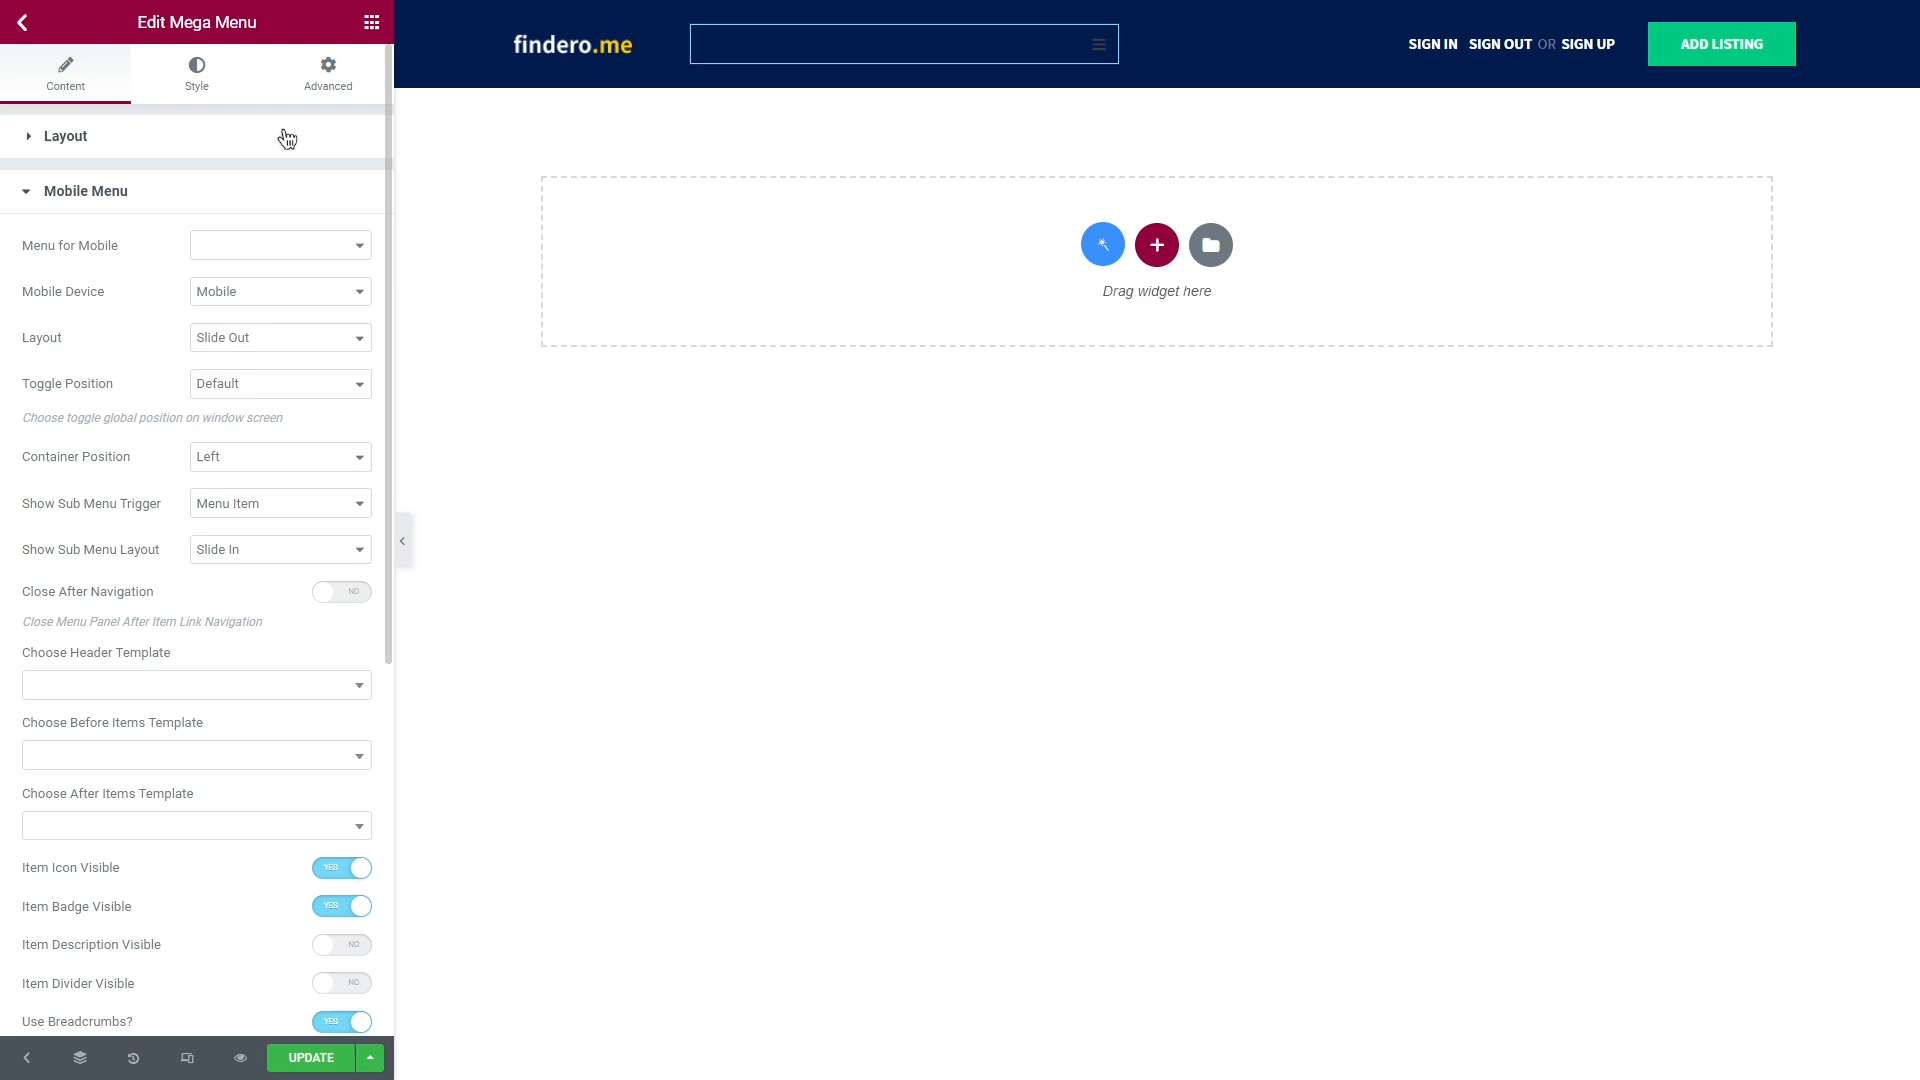 Edit Mega Menu
Content
Style
Advanced
Layout
Mobile Menu
Menu for Mobile
Mobile Device
Mobile
Layout
Slide Out
Toggle Position
Default
Choose toggle global position on window screen
Container Position
Left
Show Sub Menu Trigger
Menu Item
Show Sub Menu Layout
Slide In
Close After Navigation
NO
Close Menu Panel After Item Link Navigation
Choose Header Template
Choose Before Items Template
Choose After Items Template
Item Icon Visible
YES
Item Badge Visible
YES
Item Description Visible
NO
Item Divider Visible
NO
Use Breadcrumbs?
YES
UPDATE
findero.me
SIGN IN SIGN OUT OR SIGN UP
ADD LISTING
Drag widget here